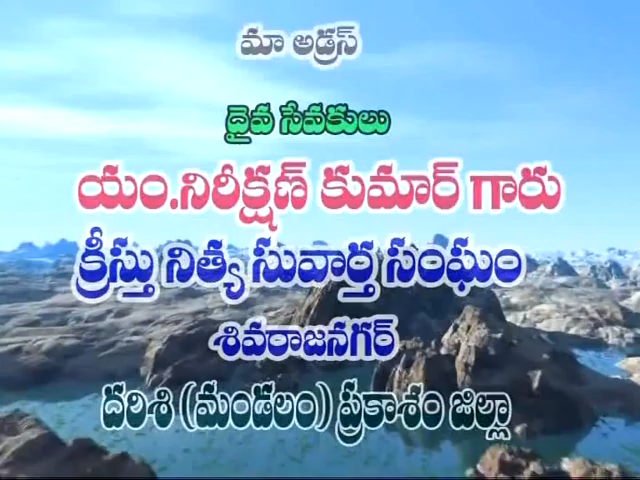 మా అడ్రస్
దైవ సేవకులు
యం.నిరీక్షణ్ కుమార్ గారు
క్రీస్తు నిత్య సువార్త సంఘం
శివరాజనగర్
దరిశి (మండలం) ప్రకాశం జిల్లా